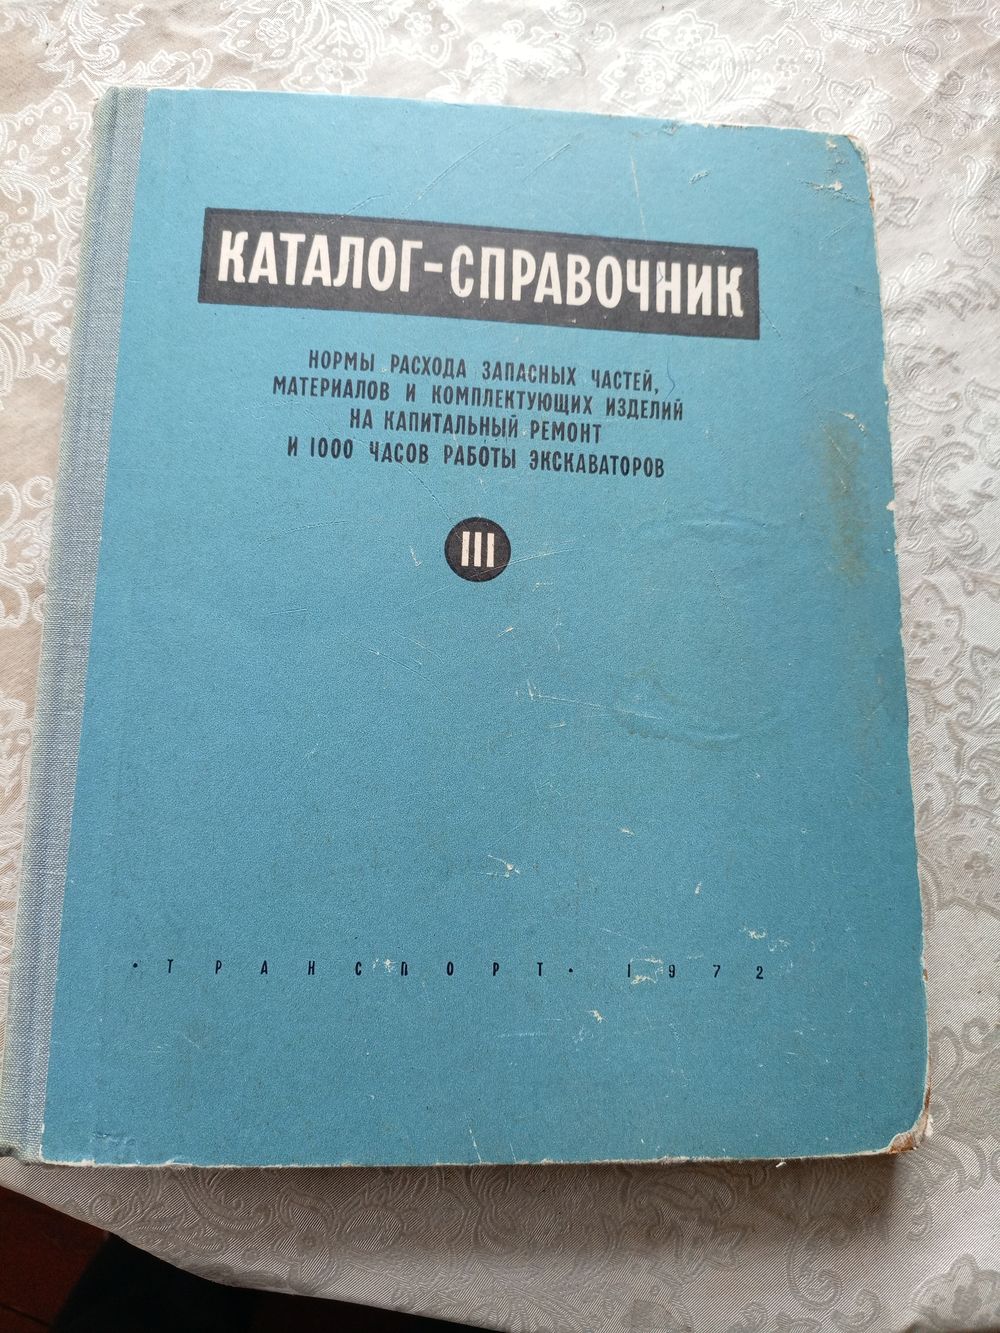 КАТАЛОГ-СПРАВОЧНИК
НОРМЫ РАСХОДА ЗАПАСНЫХ ЧАСТЕЙ,
МАТЕРИАЛОВ И КОМПЛЕКТУЮЩИХ ИЗДЕЛИЙ
НА КАПИТАЛЬНЫЙ РЕМОНТ
И 1000 ЧАСОВ РАБОТЫ ЭКСКАВАТОРОВ
III
• ТРАНСПОРТ • 1972